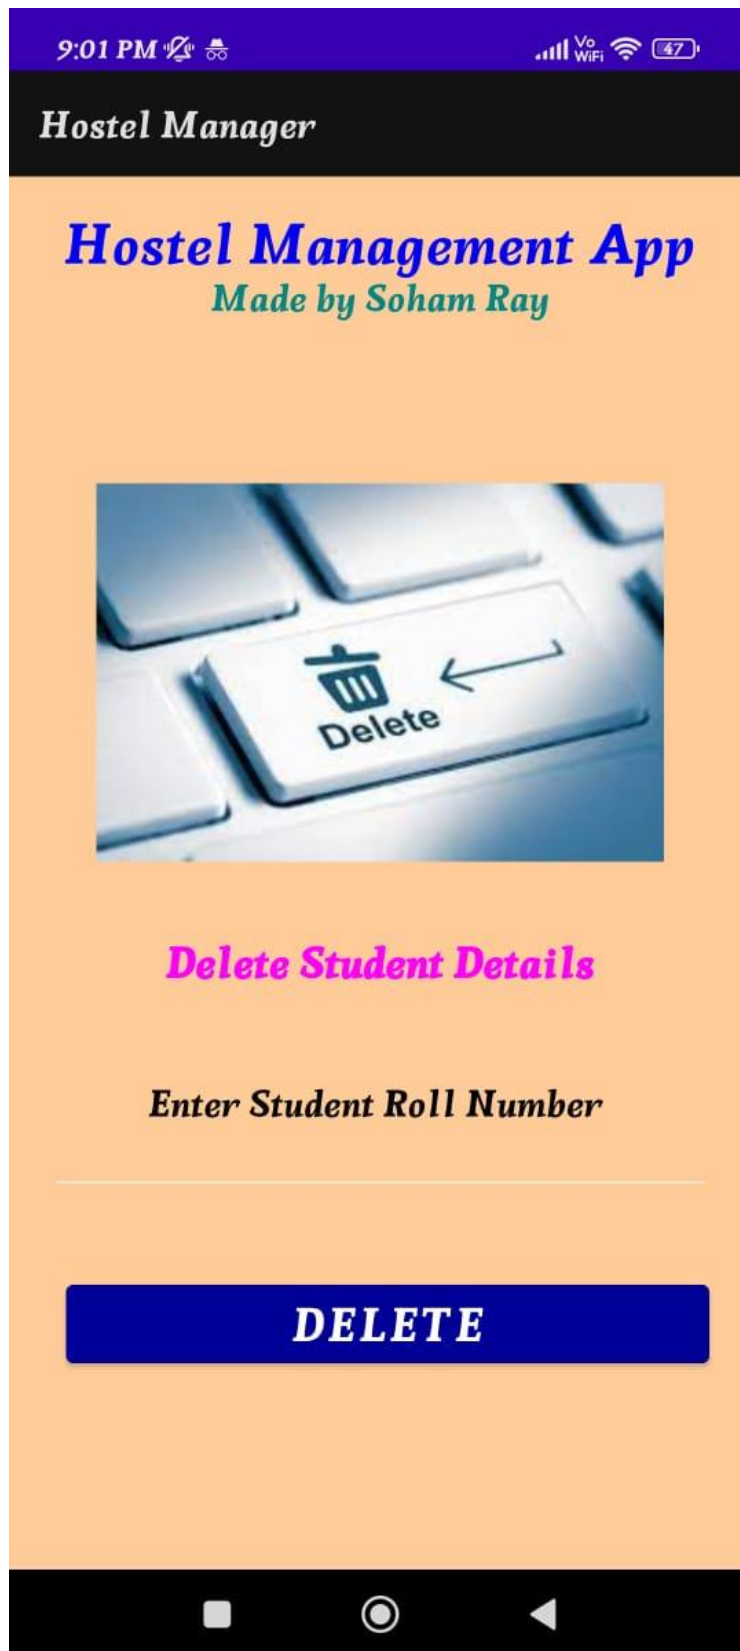 9:01 PM Vo WiFi 47
Hostel Manager
Hostel Management App
Made by Soham Ray
Delete
Delete Student Details
Enter Student Roll Number
DELETE